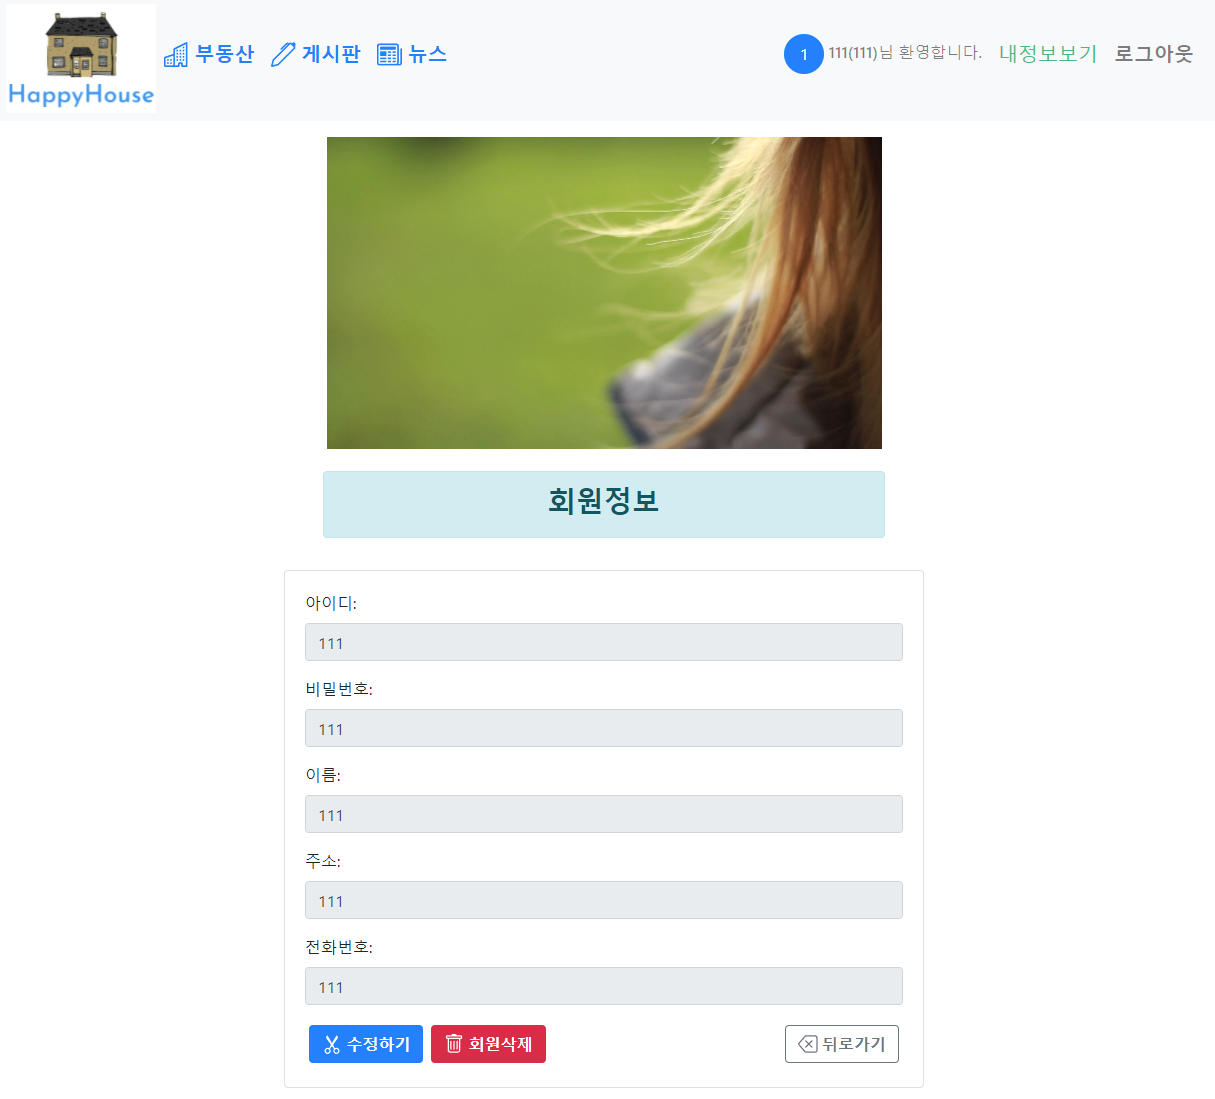 HappyHouse
부동산 게시판 뉴스
1 111(111)님 환영합니다. 내정보보기 로그아웃
회원정보
아이디:
111
비밀번호:
111
이름:
111
주소:
111
전화번호:
111
수정하기 회원삭제 뒤로가기